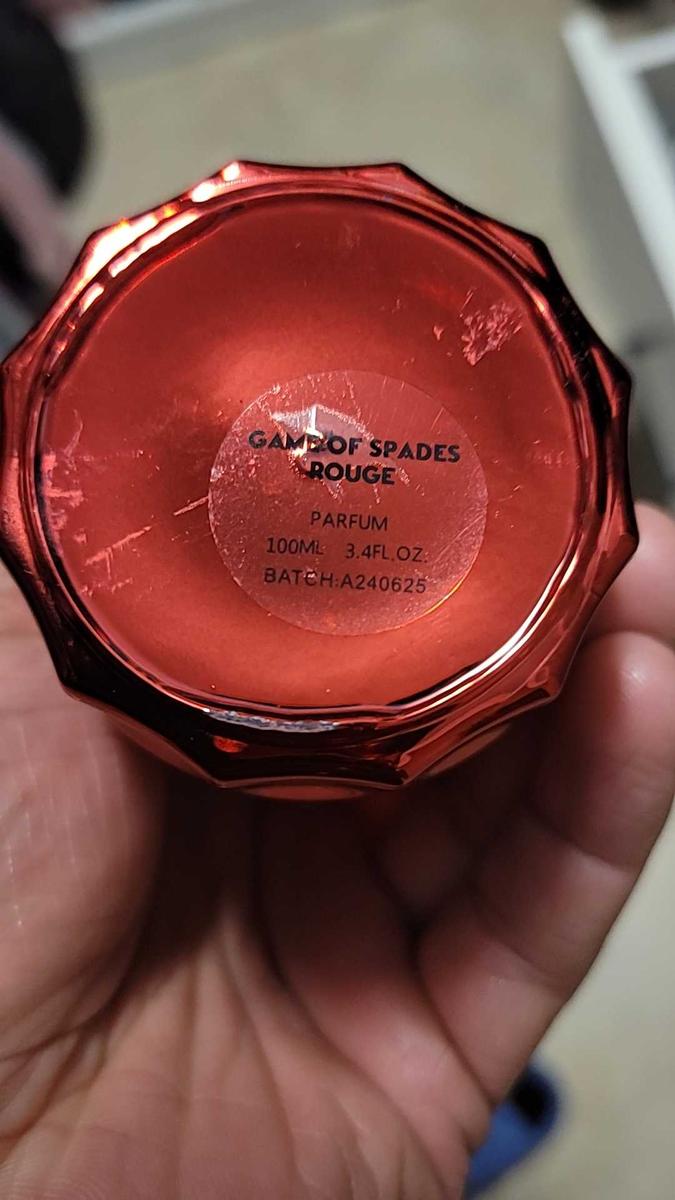 GAME OF SPADES
ROUGE
PARFUM
100ML 3.4FL.OZ.
BATCH:A240625